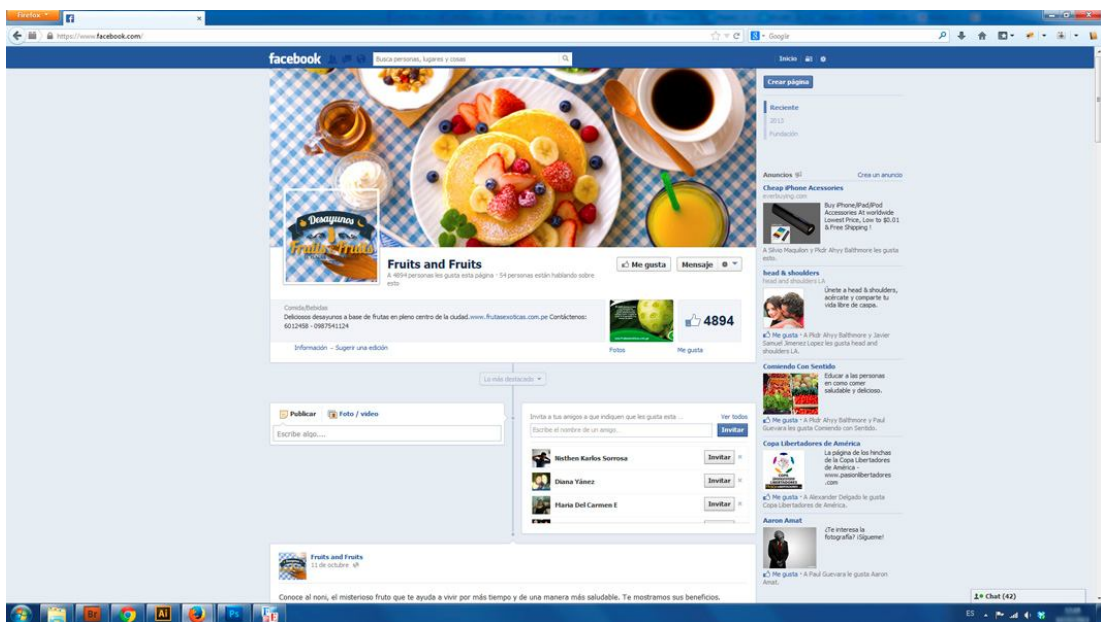 Firefox
https://www.facebook.com/
Google
facebook
Busca personas, lugares y cosas
Inicio
Crear página
Reciente
2013
Fundación
Desayunos
Fruits and Fruits
Fruits and Fruits
A 4894 personas les gusta esta página · 54 personas están hablando sobre
esto
Me gusta
Mensaje
Comida/Bebidas
Deliciosos desayunos a base de frutas en pleno centro de la ciudad.www.frutasexoticas.com.pe Contáctenos:
6012458 - 0987541124
Información - Sugerir una edición
Fotos
4894
Me gusta
Lo más destacado
Publicar
Foto / video
Escribe algo....
Invita a tus amigos a que indiquen que les gusta esta ...
Ver todos
Escribe el nombre de un amigo...
Invitar
Nisthen Karlos Sorrosa
Invitar
Diana Yánez
Invitar
Maria Del Carmen E
Invitar
Fruits and Fruits
11 de octubre
Conoce al noni, el misterioso fruto que te ayuda a vivir por más tiempo y de una manera más saludable. Te mostramos sus beneficios.
Anuncios
Crea un anuncio
Cheap iPhone Acessories
everbuying.com
Buy iPhone/iPad/iPod
Accessories At worldwide
Lowest Price, Low to $0.01
& Free Shipping !
A Silvio Maquilon y Pkdr Ahyy Balthmore les gusta
esto.
head & shoulders
head and shoulders LA
Únete a head & shoulders,
acércate y comparte tu
vida libre de caspa.
Me gusta · A Pkdr Ahyy Balthmore y Javier
Samuel Jimenez Lopez les gusta head and
shoulders LA.
Comiendo Con Sentido
Educar a las personas
en como comer
saludable y delicioso.
Me gusta · A Pkdr Ahyy Balthmore y Paul
Guevara les gusta Comiendo con Sentido.
Copa Libertadores de América
La página de los hinchas
de la Copa Libertadores
de América -
www.pasionlibertadores
.com
Me gusta · A Alexander Delgado le gusta
Copa Libertadores de América.
Aaron Amat
¿Te interesa la
fotografía? ¡Sígueme!
Me gusta · A Paul Guevara le gusta Aaron
Amat.
Chat (42)
Br
Ai
Ps
ES